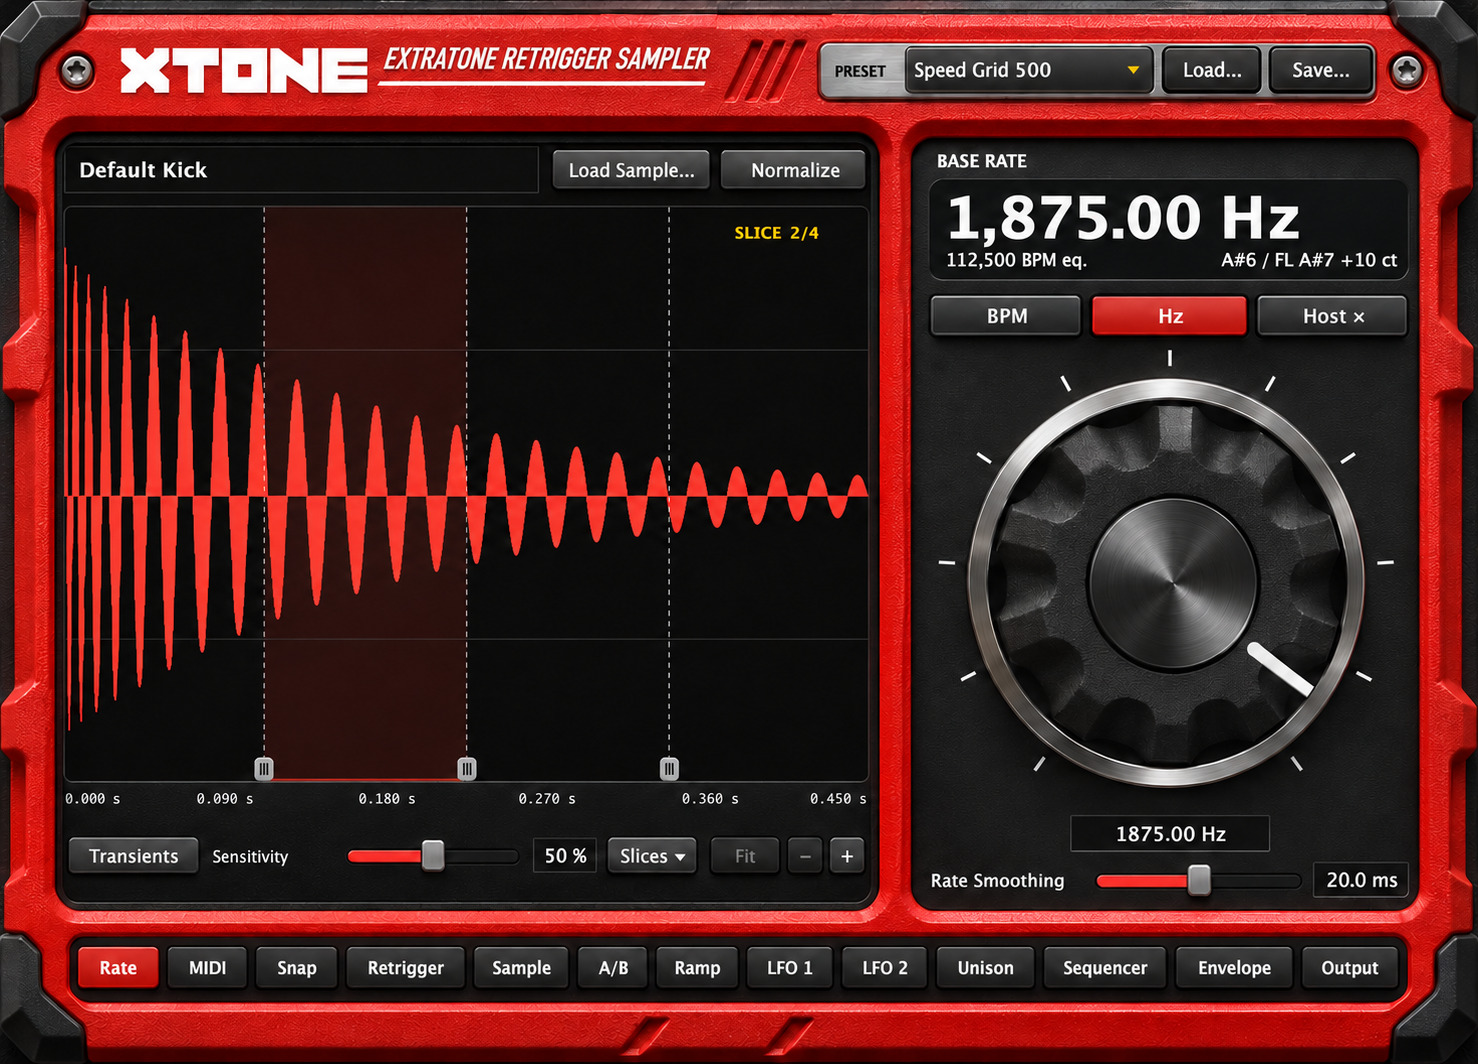 XTONE EXTRATONE RETRIGGER SAMPLER
PRESET Speed Grid 500 Load... Save...
Default Kick Load Sample... Normalize
SLICE 2/4
0.000 s 0.090 s 0.180 s 0.270 s 0.360 s 0.450 s
Transients Sensitivity 50 % Slices Fit − +
BASE RATE
1,875.00 Hz
112,500 BPM eq. A#6 / FL A#7 +10 ct
BPM Hz Host ×
1875.00 Hz
Rate Smoothing 20.0 ms
Rate MIDI Snap Retrigger Sample A/B Ramp LFO 1 LFO 2 Unison Sequencer Envelope Output